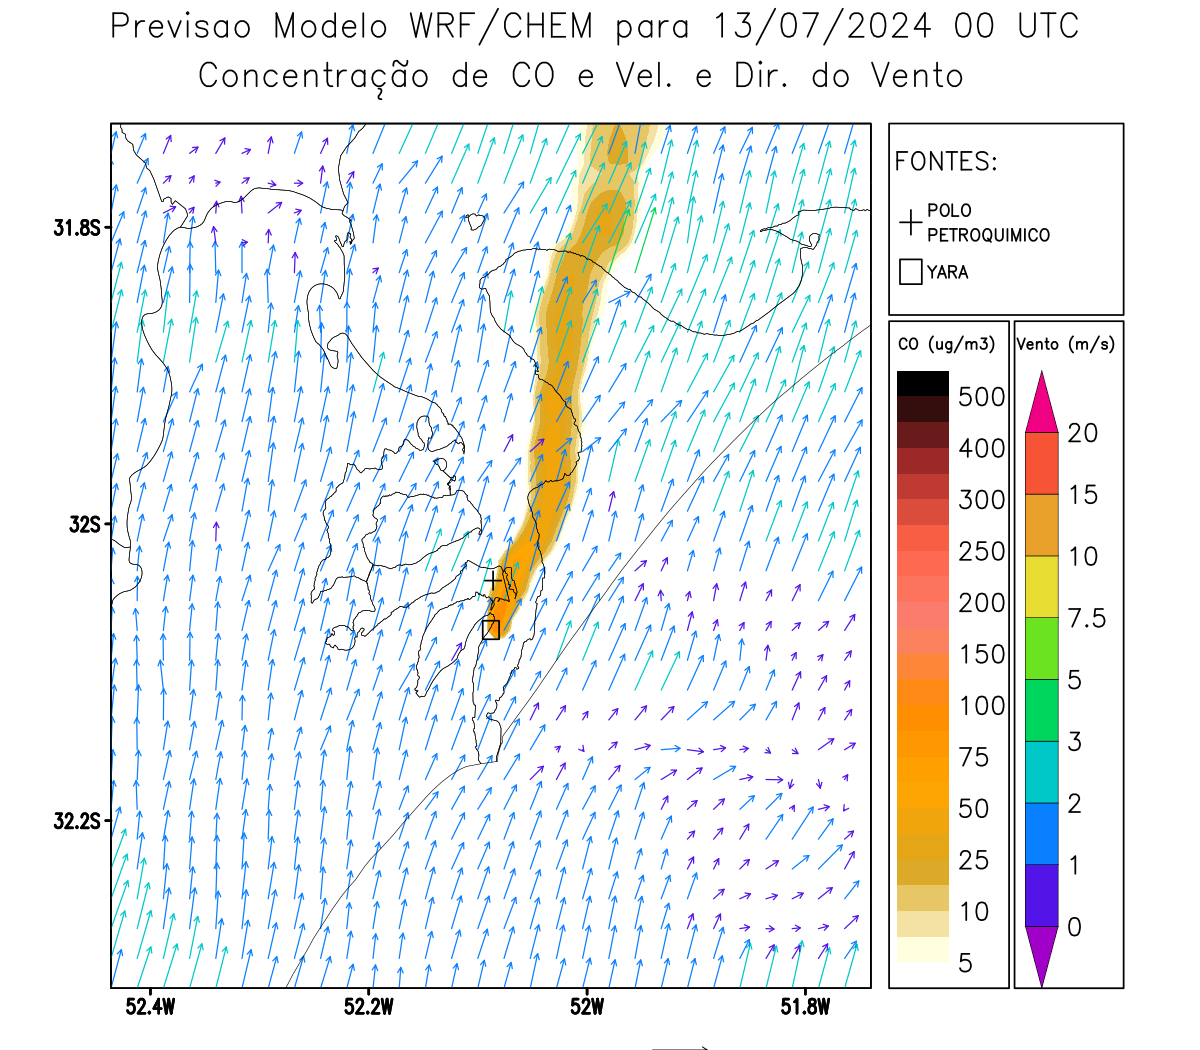 Previsao Modelo WRF/CHEM para 13/07/2024 00 UTC
Concentração de CO e Vel. e Dir. do Vento
FONTES:
POLO
PETROQUIMICO
YARA
CO (ug/m3)
500
400
300
250
200
150
100
75
50
25
10
5
Vento (m/s)
20
15
10
7.5
5
3
2
1
0
31.8S
32S
32.2S
52.4W
52.2W
52W
51.8W